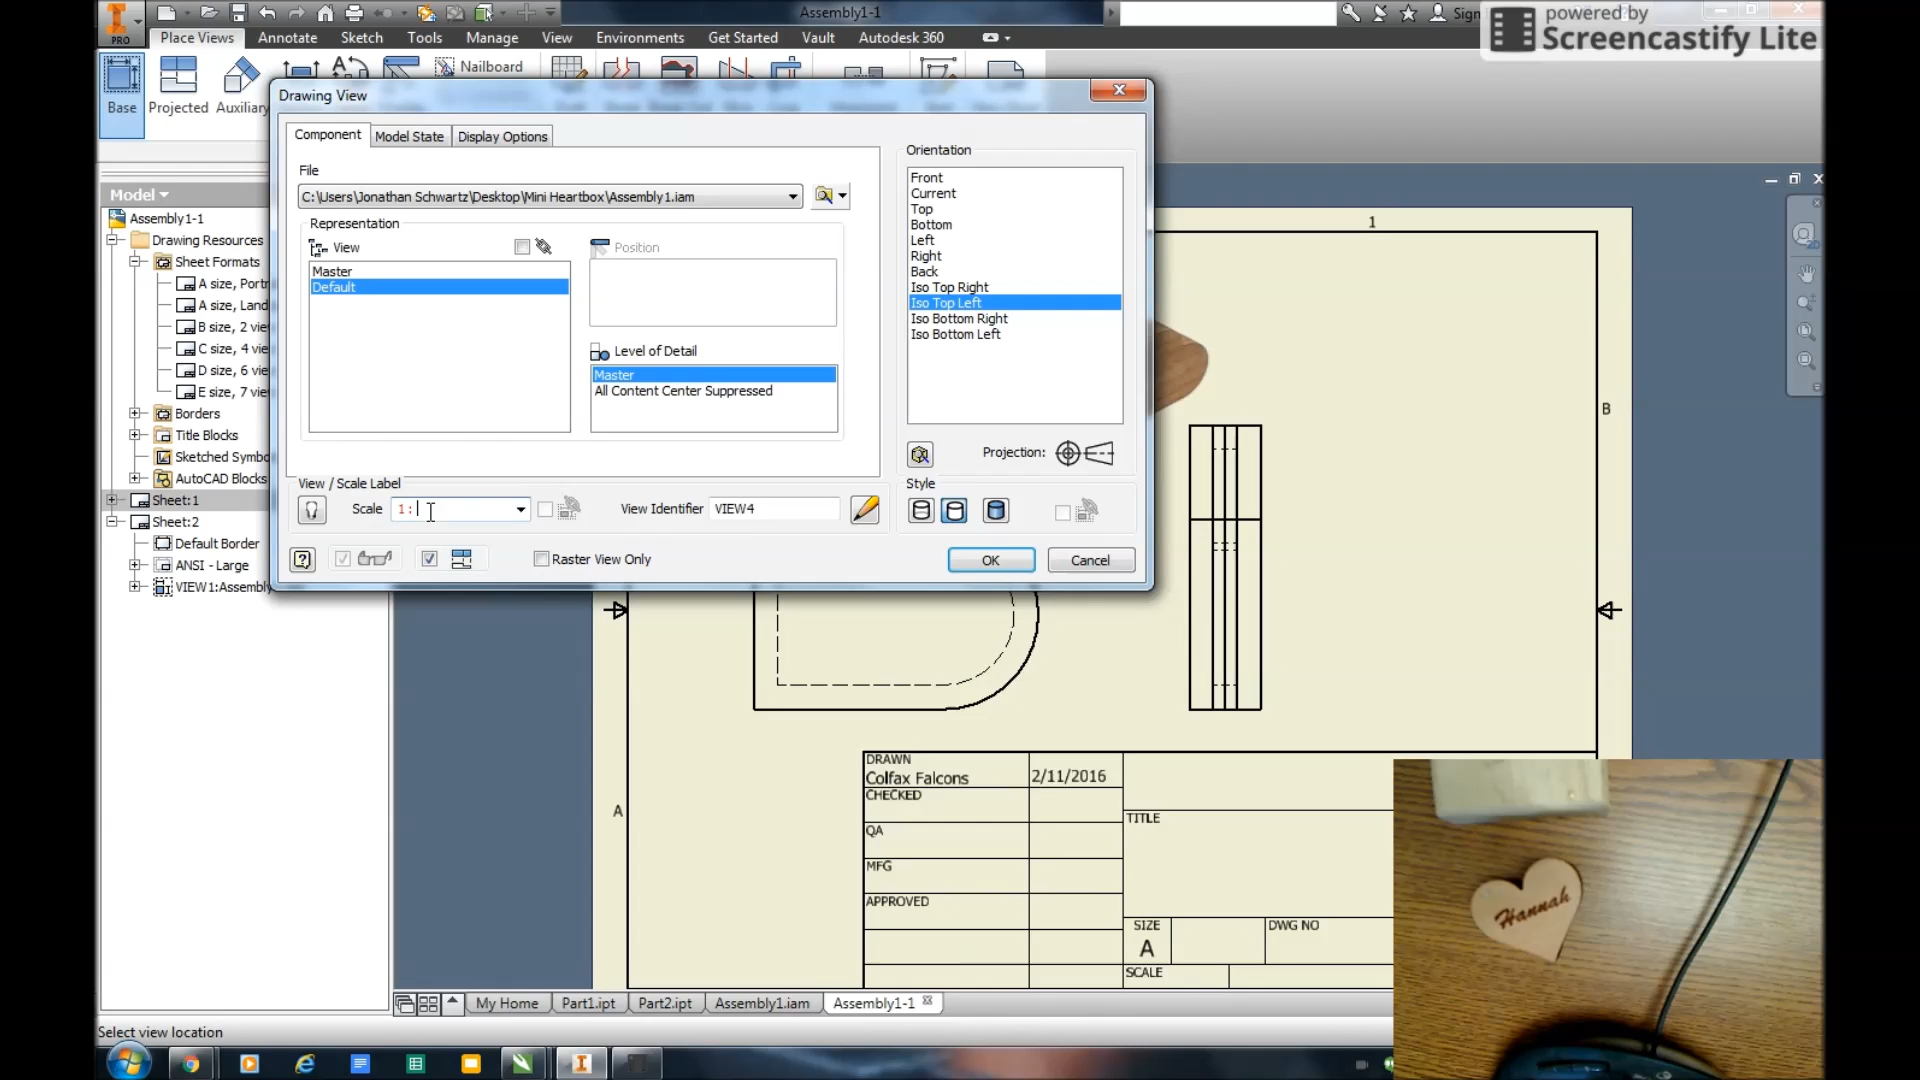 PRO
Assembly1-1
Sign
powered by
Screencastify Lite
Place Views
Annotate
Sketch
Tools
Manage
View
Environments
Get Started
Vault
Autodesk 360
Base
Projected
Auxiliary
Nailboard
Drawing View
Component
Model State
Display Options
File
C:\Users\Jonathan Schwartz\Desktop\Mini Heartbox\Assembly1.iam
Representation
View
Master
Default
Position
Level of Detail
Master
All Content Center Suppressed
Orientation
Front
Current
Top
Bottom
Left
Right
Back
Iso Top Right
Iso Top Left
Iso Bottom Right
Iso Bottom Left
Projection:
View / Scale Label
Scale
1:
View Identifier
VIEW4
Style
Raster View Only
OK
Cancel
Model
Assembly1-1
Drawing Resources
Sheet Formats
A size, Portr
A size, Land
B size, 2 vie
C size, 4 vie
D size, 6 vie
E size, 7 vie
Borders
Title Blocks
Sketched Symbo
AutoCAD Blocks
Sheet:1
Sheet:2
Default Border
ANSI - Large
VIEW1:Assembly
1
B
2D
A
DRAWN
Colfax Falcons
2/11/2016
CHECKED
QA
MFG
APPROVED
TITLE
SIZE
A
DWG NO
SCALE
Hannah
My Home
Part1.ipt
Part2.ipt
Assembly1.iam
Assembly1-1
Select view location